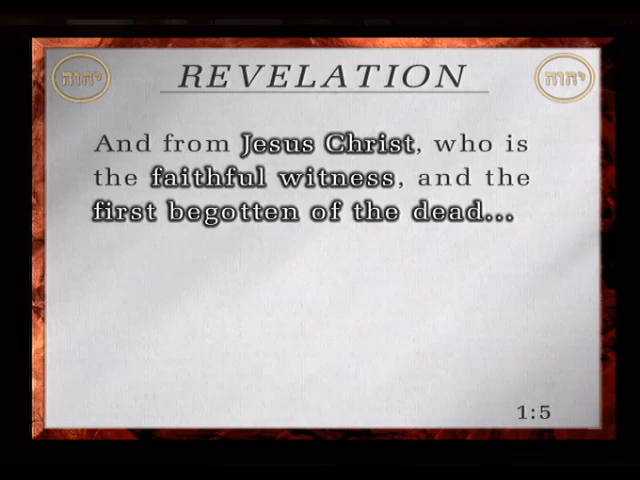 יהוה REVELATION יהוה
And from Jesus Christ, who is
the faithful witness, and the
first begotten of the dead...
1:5